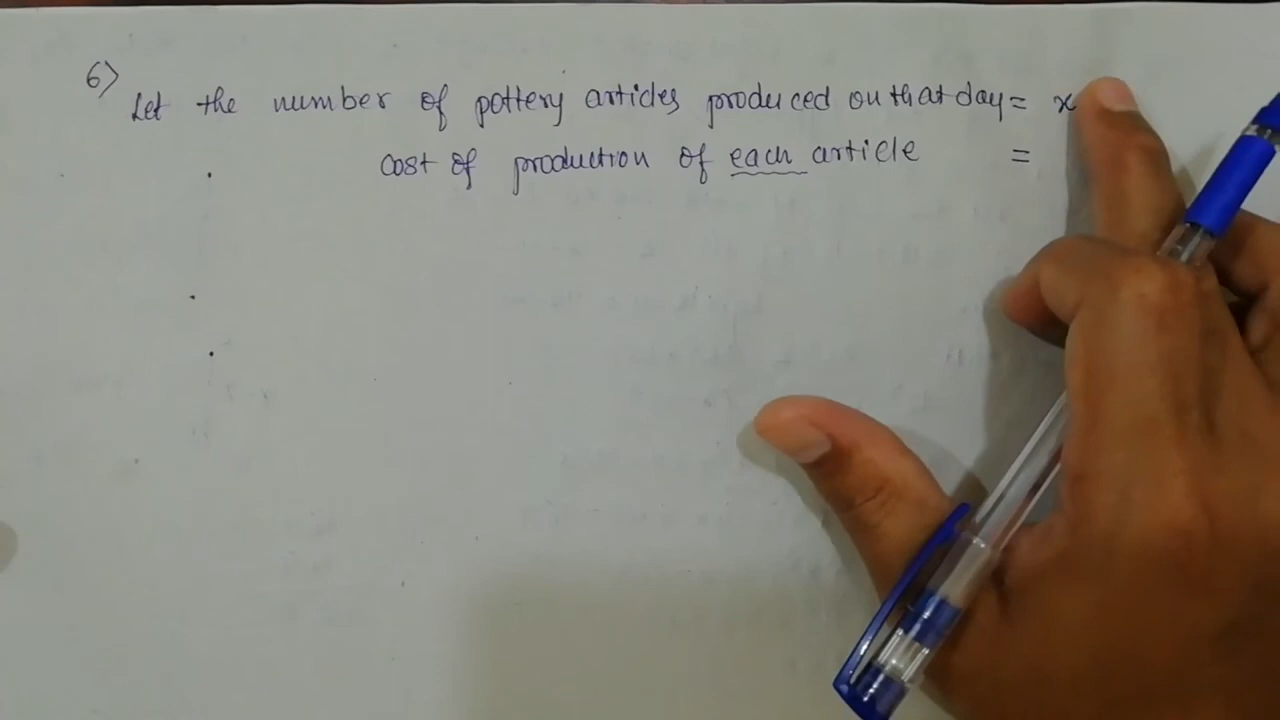 6)
Let the number of pottery articles produced on that day = x
cost of production of each article =